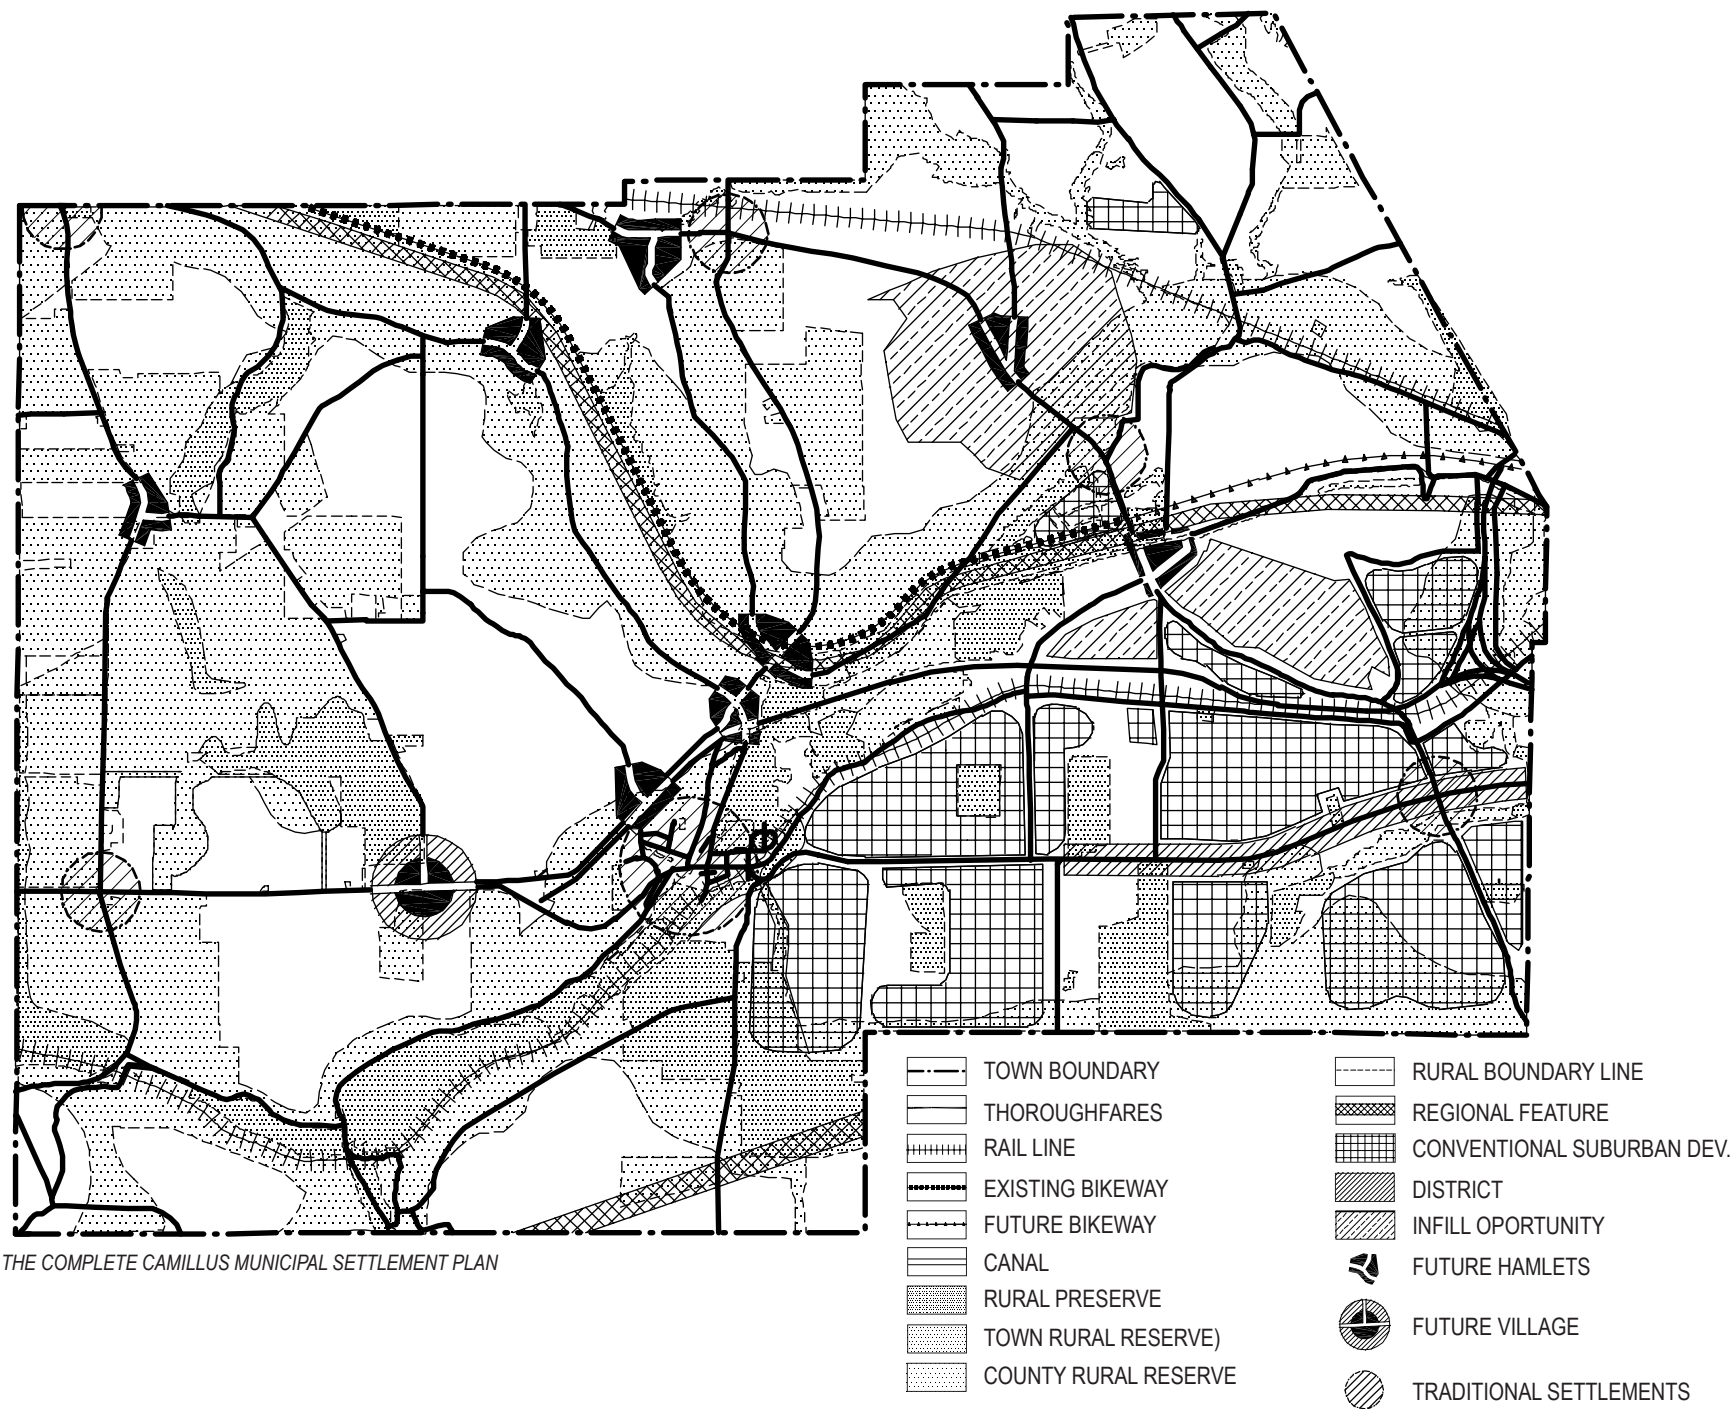 TOWN BOUNDARY
THOROUGHFARES
RAIL LINE
EXISTING BIKEWAY
FUTURE BIKEWAY
CANAL
RURAL PRESERVE
TOWN RURAL RESERVE)
COUNTY RURAL RESERVE
RURAL BOUNDARY LINE
REGIONAL FEATURE
CONVENTIONAL SUBURBAN DEV.
DISTRICT
INFILL OPORTUNITY
FUTURE HAMLETS
FUTURE VILLAGE
TRADITIONAL SETTLEMENTS
THE COMPLETE CAMILLUS MUNICIPAL SETTLEMENT PLAN